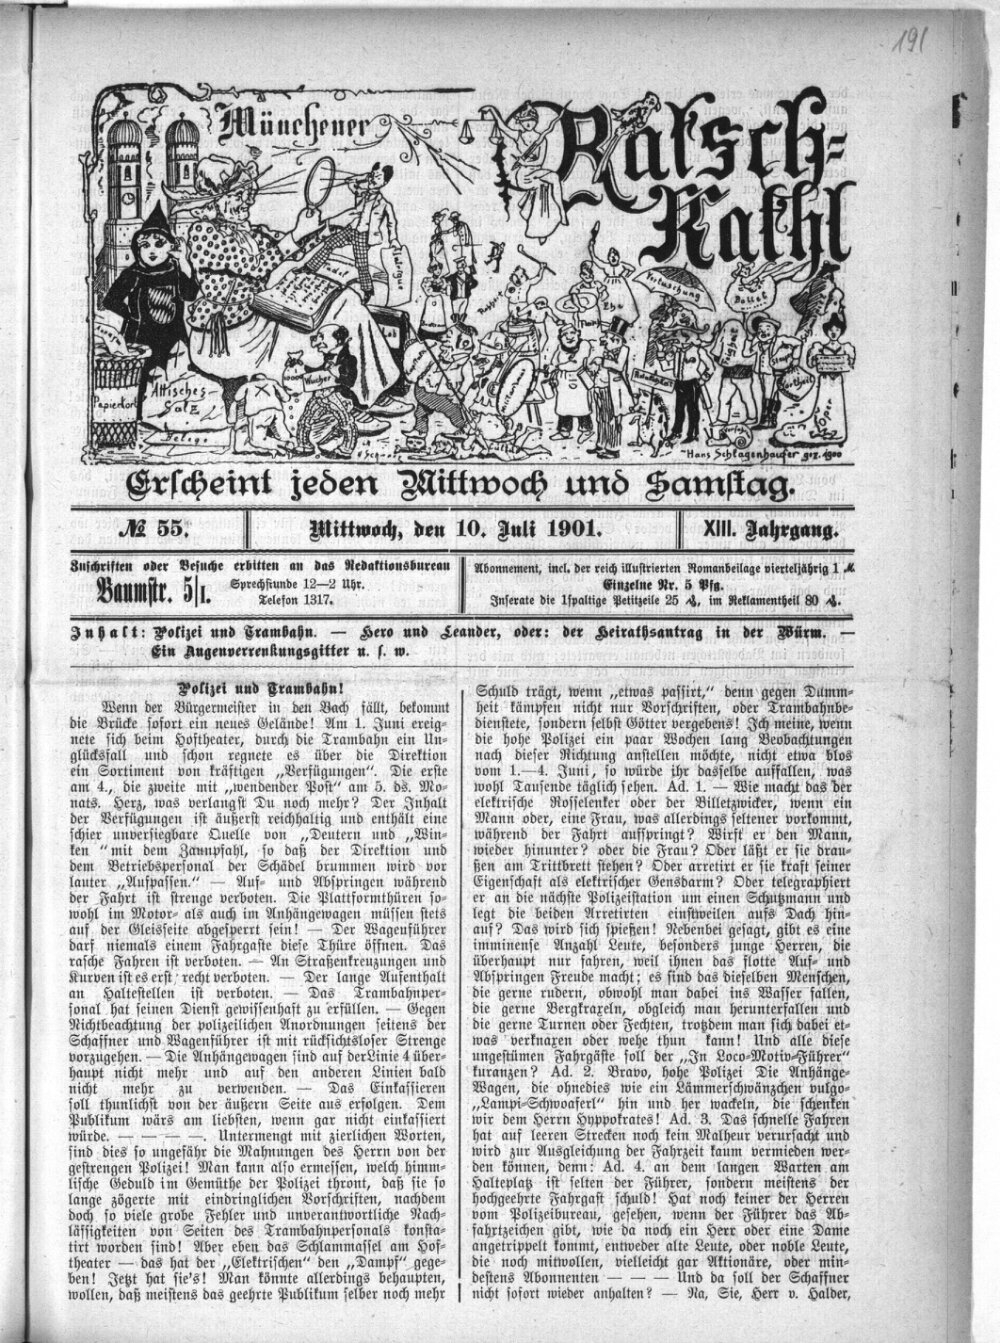 191
Münchener
Ratsch-
Kathl
Papierkorb
Attisches
Salz
Wucher
Lob
Intrigue
Ehe
Vertuschung
Hans Schlagenhaufer gez. 1900
Erscheint jeden Mittwoch und Samstag.
№ 55.
Mittwoch, den 10. Juli 1901.
XIII. Jahrgang.
Zuschriften oder Besuche erbitten an das Redaktionsbureau
Baumstr. 5/I.
Sprechstunde 12—2 Uhr.
Telefon 1317.
Abonnement, incl. der reich illustrierten Romanbeilage vierteljährig 1 ℳ
Einzelne Nr. 5 Pfg.
Inserate die 1spaltige Petitzeile 25 ₰, im Reklamentheil 80 ₰.
Inhalt: Polizei und Trambahn. — Hero und Leander, oder: der Heirathsantrag in der Würm. —
Ein Augenverrenkungsgitter u. s. w.
Polizei und Trambahn!
Wenn der Bürgermeister in den Bach fällt, bekommt
die Brücke sofort ein neues Gelände! Am 1. Juni ereig-
nete sich beim Hoftheater, durch die Trambahn ein Un-
glücksfall und schon regnete es über die Direktion
ein Sortiment von kräftigen „Verfügungen“. Die erste
am 4., die zweite mit „wendender Post“ am 5. ds. Mo-
nats. Herz, was verlangst Du noch mehr? Der Inhalt
der Verfügungen ist äußerst reichhaltig und enthält eine
schier unversiegbare Quelle von „Deutern und „Win-
ken “ mit dem Zaunpfahl, so daß der Direktion und
dem Betriebspersonal der Schädel brummen wird vor
lauter „Aufpassen.“ — Auf- und Abspringen während
der Fahrt ist strenge verboten. Die Plattformthüren so-
wohl im Motor- als auch im Anhängewagen müssen stets
auf der Gleisseite abgesperrt sein! — Der Wagenführer
darf niemals einem Fahrgaste diese Thüre öffnen. Das
rasche Fahren ist verboten. — An Straßenkreuzungen und
Kurven ist es erst recht verboten. — Der lange Aufenthalt
an Haltestellen ist verboten. — Das Trambahnper-
sonal hat seinen Dienst gewissenhaft zu erfüllen. — Gegen
Nichtbeachtung der polizeilichen Anordnungen seitens der
Schaffner und Wagenführer ist mit rücksichtsloser Strenge
vorzugehen. — Die Anhängewagen sind auf der Linie 4 über-
haupt nicht mehr und auf den anderen Linien bald
nicht mehr zu verwenden. — Das Einkassieren
soll thunlichst von der äußern Seite aus erfolgen. Dem
Publikum wärs am liebsten, wenn gar nicht einkassiert
würde. — — — —. Untermengt mit zierlichen Worten,
sind dies so ungefähr die Mahnungen des Herrn von der
gestrengen Polizei! Man kann also ermessen, welch himm-
lische Geduld im Gemüthe der Polizei thront, daß sie so
lange zögerte mit eindringlichen Vorschriften, nachdem
doch so viele grobe Fehler und unverantwortliche Nach-
lässigkeiten von Seiten des Trambahnpersonals konsta-
tirt worden sind! Aber eben das Schlammassel am Hof-
theater — das hat der „Elektrischen“ den „Dampf“ gege-
ben! Jetzt hat sie's! Man könnte allerdings behaupten,
wollen, daß meistens das geehrte Publikum selber noch mehr
Schuld trägt, wenn „etwas passirt,“ denn gegen Dumm-
heit kämpfen nicht nur Vorschriften, oder Trambahnbe-
dienstete, sondern selbst Götter vergebens! Ich meine, wenn
die hohe Polizei ein paar Wochen lang Beobachtungen
nach dieser Richtung anstellen möchte, nicht etwa blos
vom 1.—4. Juni, so würde ihr dasselbe auffallen, was
wohl Tausende täglich sehen. Ad. 1. — Wie macht das der
elektrische Rosselenker oder der Billetzwicker, wenn ein
Mann oder, eine Frau, was allerdings seltener vorkommt,
während der Fahrt aufspringt? Wirft er den Mann,
wieder hinunter? oder die Frau? Oder läßt er sie drau-
ßen am Trittbrett stehen? Oder arretirt er sie kraft seiner
Eigenschaft als elektrischer Gensdarm? Oder telegraphiert
er an die nächste Polizeistation um einen Schutzmann und
legt die beiden Arretirten einstweilen aufs Dach hin-
auf? Das wird sich spießen! Nebenbei gesagt, gibt es eine
imminense Anzahl Leute, besonders junge Herren, die
überhaupt nur fahren, weil ihnen das flotte Auf- und
Abspringen Freude macht; es sind das dieselben Menschen,
die gerne rudern, obwohl man dabei ins Wasser fallen,
die gerne Bergkraxeln, obgleich man herunterfallen und
die gerne Turnen oder Fechten, trotzdem man sich dabei et-
was verknaxen oder wehe thun kann! Und alle diese
ungestümen Fahrgäste soll der „In Loco-Motiv-Führer“
kuranzen? Ad. 2. Bravo, hohe Polizei Die Anhänge-
Wagen, die ohnedies wie ein Lämmerschwänzchen vulgo-
„Lampi-Schwoaferl“ hin und her wackeln, die schenken
wir dem Herrn Hyppokrates! Ad. 3. Das schnelle Fahren
hat auf leeren Strecken noch kein Malheur verursacht und
wird zur Ausgleichung der Fahrzeit kaum vermieden wer-
den können, denn: Ad. 4. an dem langen Warten am
Halteplatz ist selten der Führer, sondern meistens der
hochgeehrte Fahrgast schuld! Hat noch keiner der Herren
vom Polizeibureau, gesehen, wenn der Führer das Ab-
fahrtzeichen gibt, wie da noch ein Herr oder eine Dame
angetrippelt kommt, entweder alte Leute, oder noble Leute,
die noch mitwollen, vielleicht gar Aktionäre, oder min-
destens Abonnenten — — — Und da soll der Schaffner
nicht sofort wieder anhalten? — Na, Sie, Herr v. Halder,